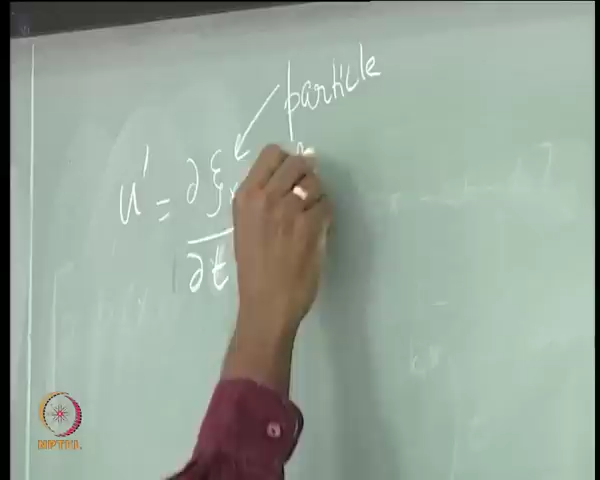 particle
u' = ∂ξ
∂t
NPTEL